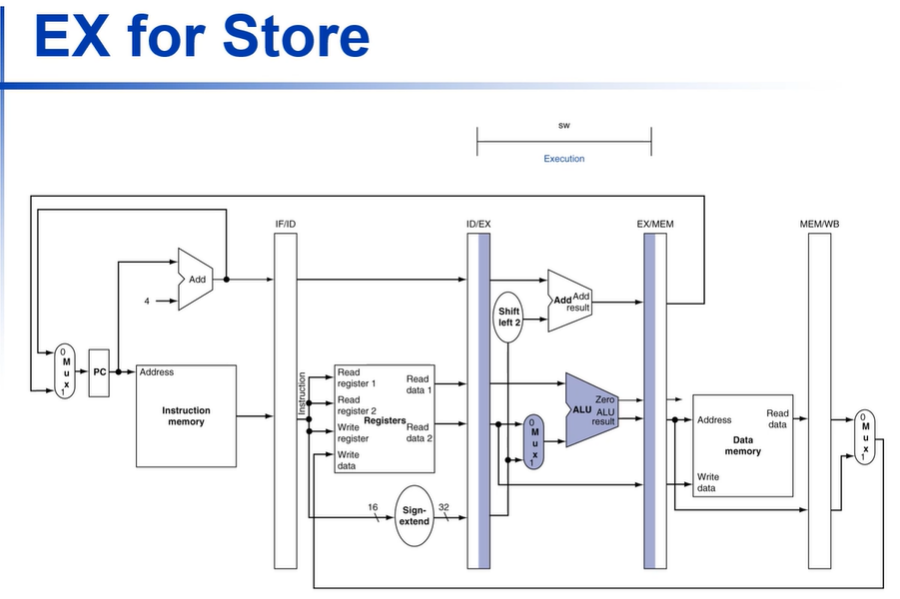 EX for Store
sw
Execution
IF/ID
ID/EX
EX/MEM
MEM/WB
Add
4
Add
Add
result
Shift
left 2
0
M
u
x
1
PC
Address
Instruction
memory
Instruction
Read
register 1
Read
register 2
Write
register
Write
data
Registers
Read
data 1
Read
data 2
16
Sign-
extend
32
0
M
u
x
1
Zero
ALU
ALU
result
Address
Read
data
Data
memory
Write
data
0
M
u
x
1